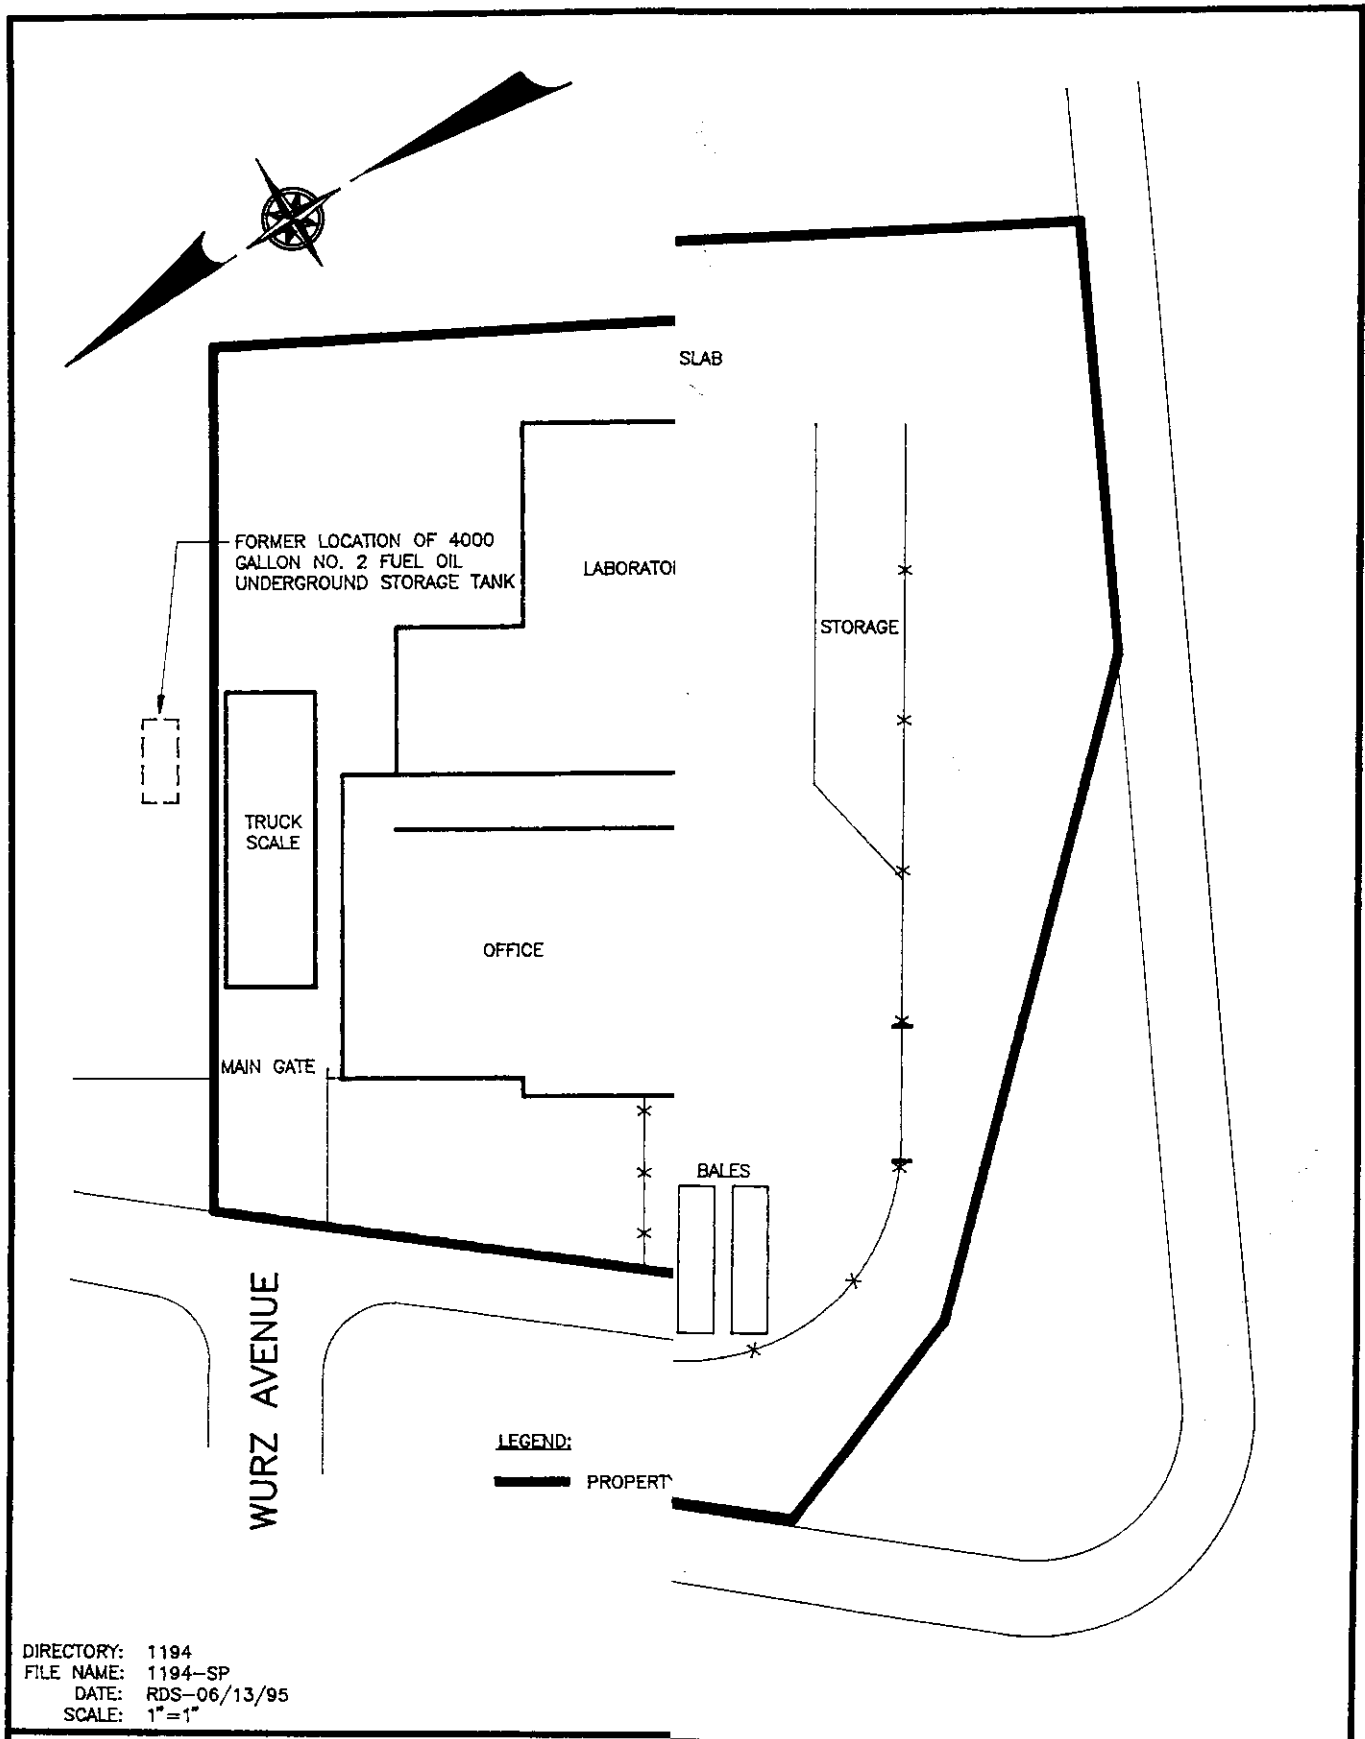 SLAB
FORMER LOCATION OF 4000
GALLON NO. 2 FUEL OIL
UNDERGROUND STORAGE TANK
LABORATO
STORAGE
TRUCK
SCALE
OFFICE
MAIN GATE
BALES
WURZ AVENUE
LEGEND:
PROPERT
DIRECTORY: 1194
FILE NAME: 1194-SP
DATE: RDS-06/13/95
SCALE: 1"=1"